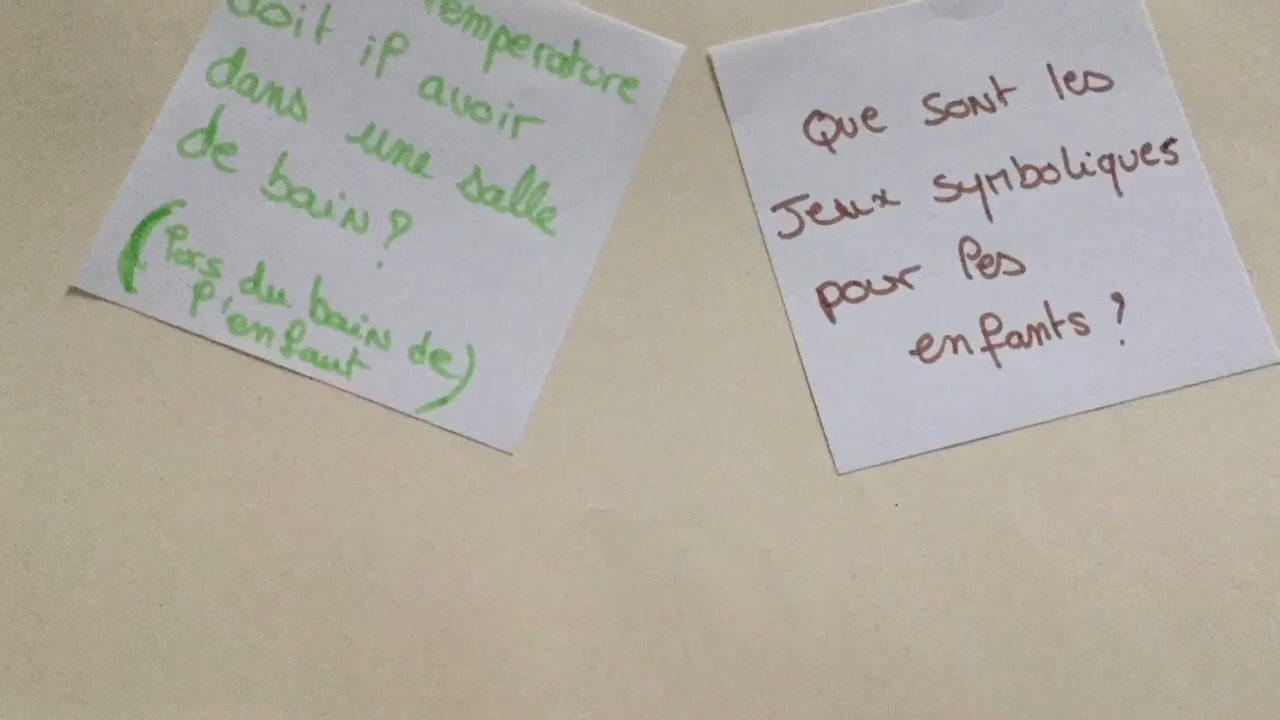 température
doit il avoir
dans une salle
de bain ?
(lors du bain de)
l'enfant
Que sont les
Jeux symboliques
pour les
enfants ?